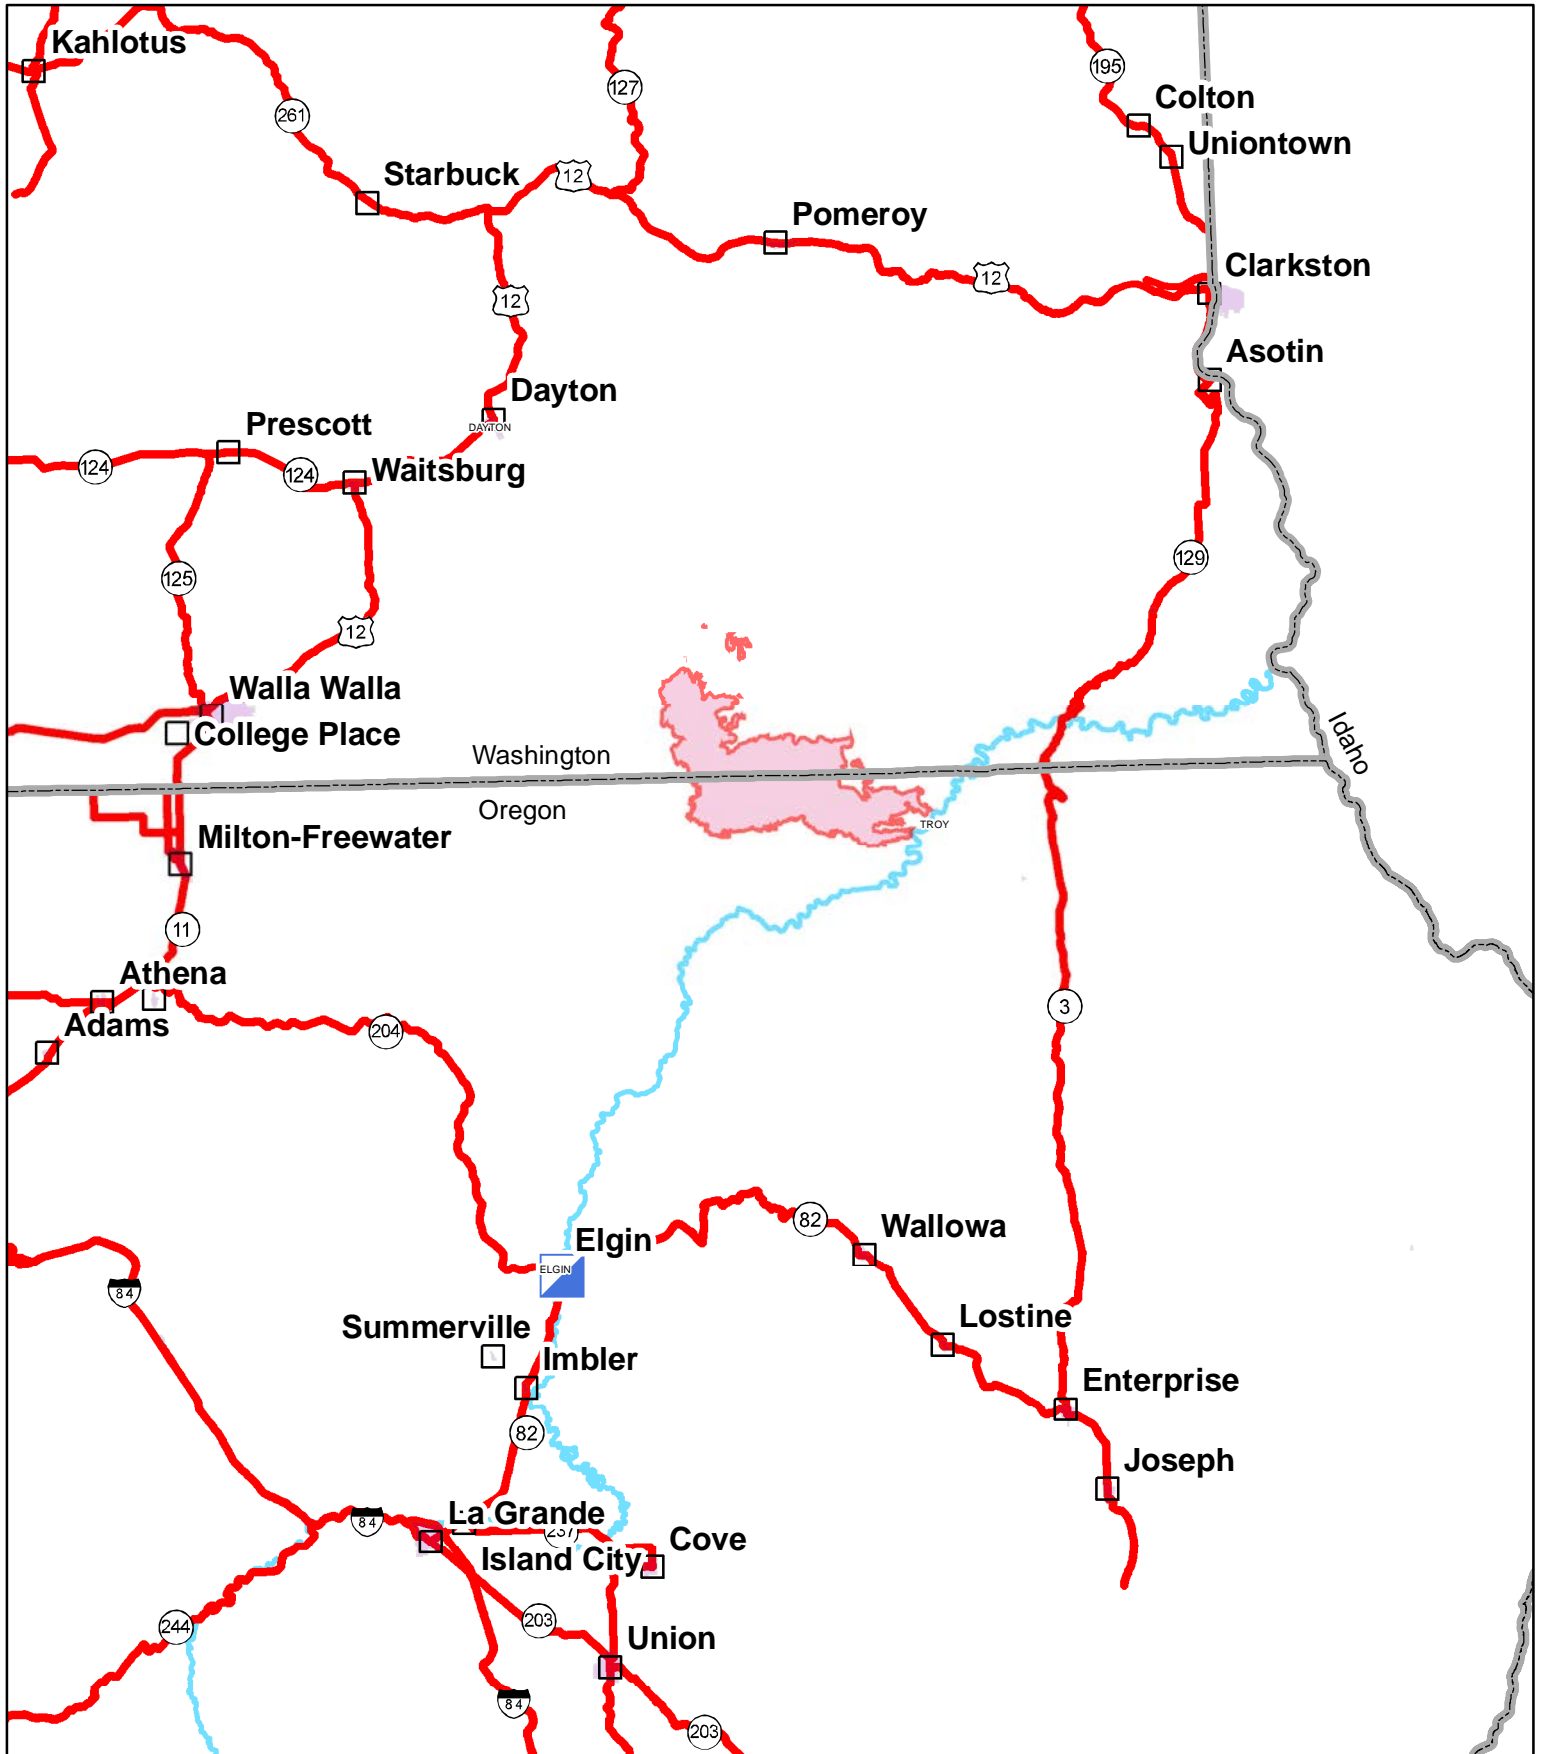 Kahlotus
195
127
Colton
261
Uniontown
Starbuck
12
Pomeroy
Clarkston
12
12
Asotin
Dayton
DAYTON
Prescott
124
124
Waitsburg
129
125
12
Walla Walla
College Place
Washington
Idaho
Oregon
TROY
Milton-Freewater
11
Athena
3
Adams
204
82
Wallowa
Elgin
ELGIN
84
Lostine
Summerville
Imbler
Enterprise
82
Joseph
La Grande
84
237
Cove
Island City
203
244
Union
84
203